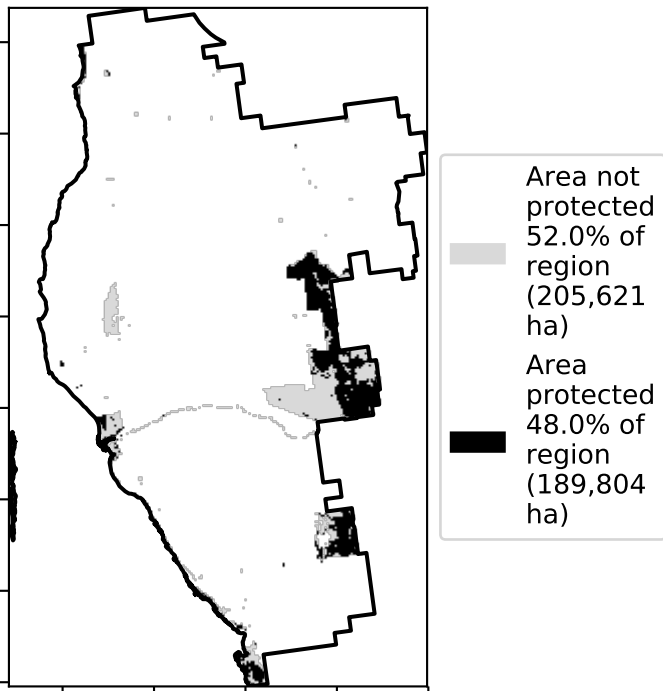 Area not
protected
52.0% of
region
(205,621
ha)
Area
protected
48.0% of
region
(189,804
ha)